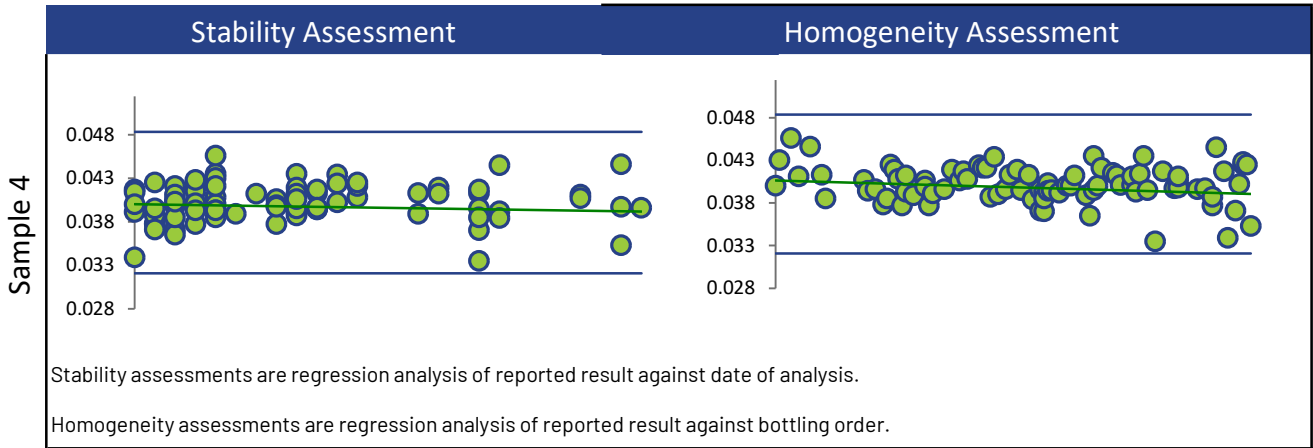 Stability Assessment
Homogeneity Assessment
Sample 4
0.048
0.043
0.038
0.033
0.028
0.048
0.043
0.038
0.033
0.028
Stability assessments are regression analysis of reported result against date of analysis.
Homogeneity assessments are regression analysis of reported result against bottling order.